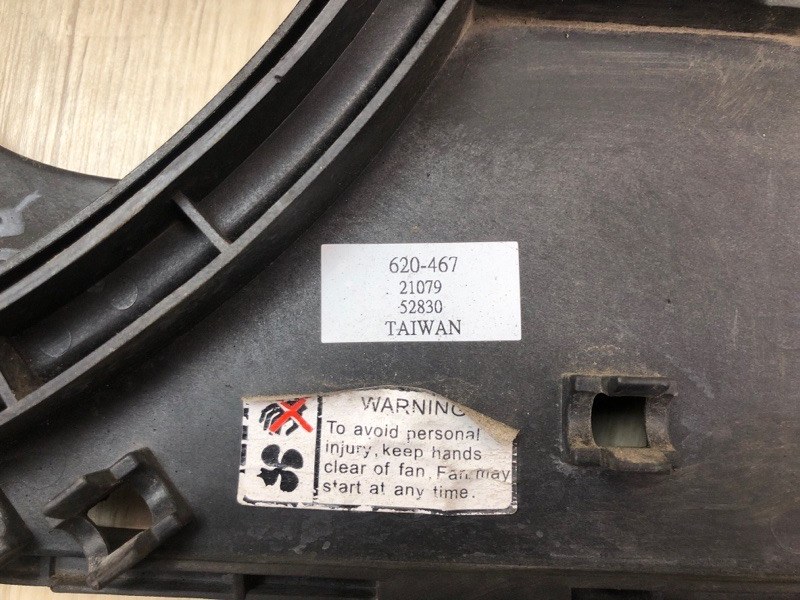 620-467
21079
52830
TAIWAN
WARNING
To avoid personal
injury, keep hands
clear of fan. Fan may
start at any time.